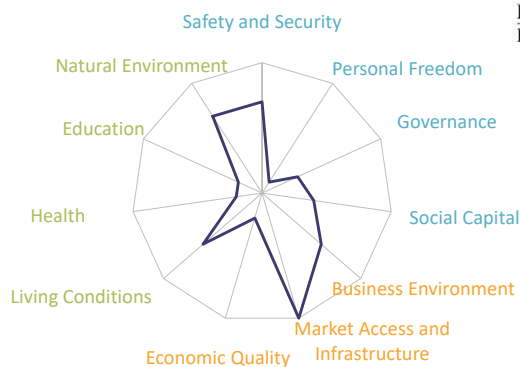 Safety and Security
Natural Environment
Personal Freedom
Education
Governance
Health
Social Capital
Living Conditions
Business Environment
Market Access and
Infrastructure
Economic Quality